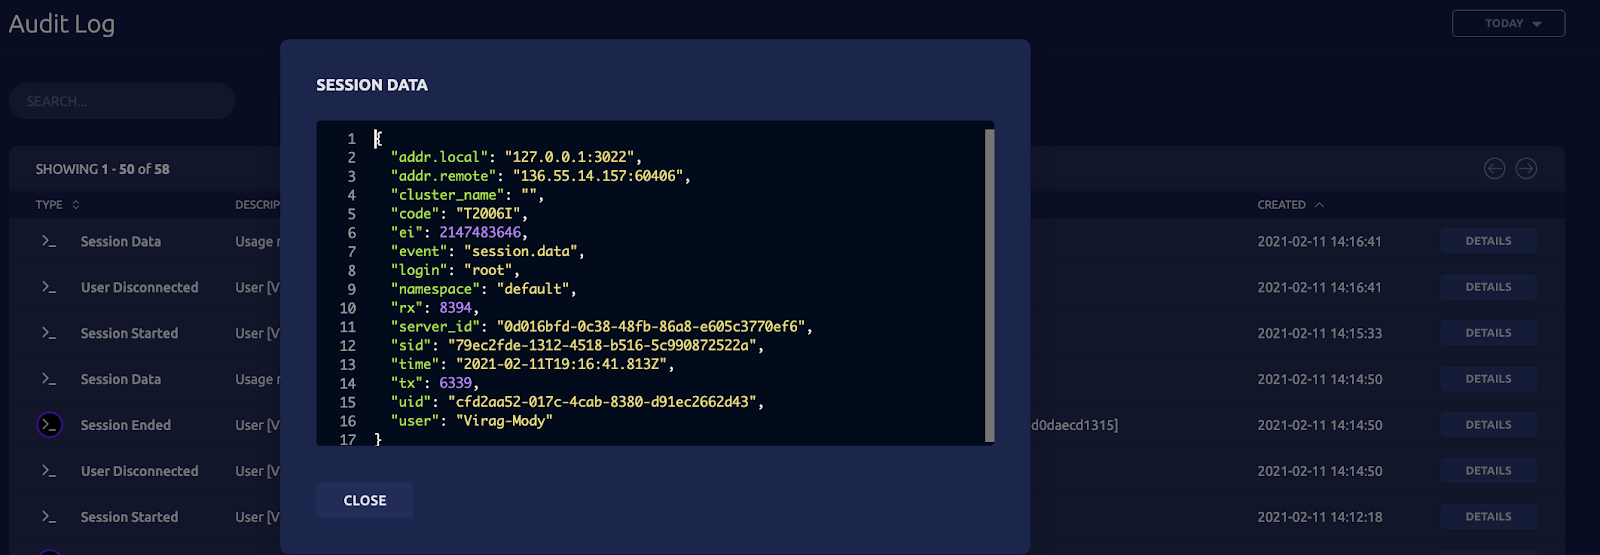 Audit Log
TODAY
SEARCH...
SESSION DATA
1 {
2 "addr.local": "127.0.0.1:3022",
3 "addr.remote": "136.55.14.157:60406",
4 "cluster_name": "",
5 "code": "T2006I",
6 "ei": 2147483646,
7 "event": "session.data",
8 "login": "root",
9 "namespace": "default",
10 "rx": 8394,
11 "server_id": "0d016bfd-0c38-48fb-86a8-e605c3770ef6",
12 "sid": "79ec2fde-1312-4518-b516-5c990872522a",
13 "time": "2021-02-11T19:16:41.813Z",
14 "tx": 6339,
15 "uid": "cfd2aa52-017c-4cab-8380-d91ec2662d43",
16 "user": "Virag-Mody"
17 }
CLOSE
SHOWING 1 - 50 of 58
TYPE DESCRIP CREATED
Session Data Usage r 2021-02-11 14:16:41 DETAILS
User Disconnected User [V 2021-02-11 14:16:41 DETAILS
Session Started User [V 2021-02-11 14:15:33 DETAILS
Session Data Usage r 2021-02-11 14:14:50 DETAILS
Session Ended User [V d0daecd1315] 2021-02-11 14:14:50 DETAILS
User Disconnected User [V 2021-02-11 14:14:50 DETAILS
Session Started User [V 2021-02-11 14:12:18 DETAILS